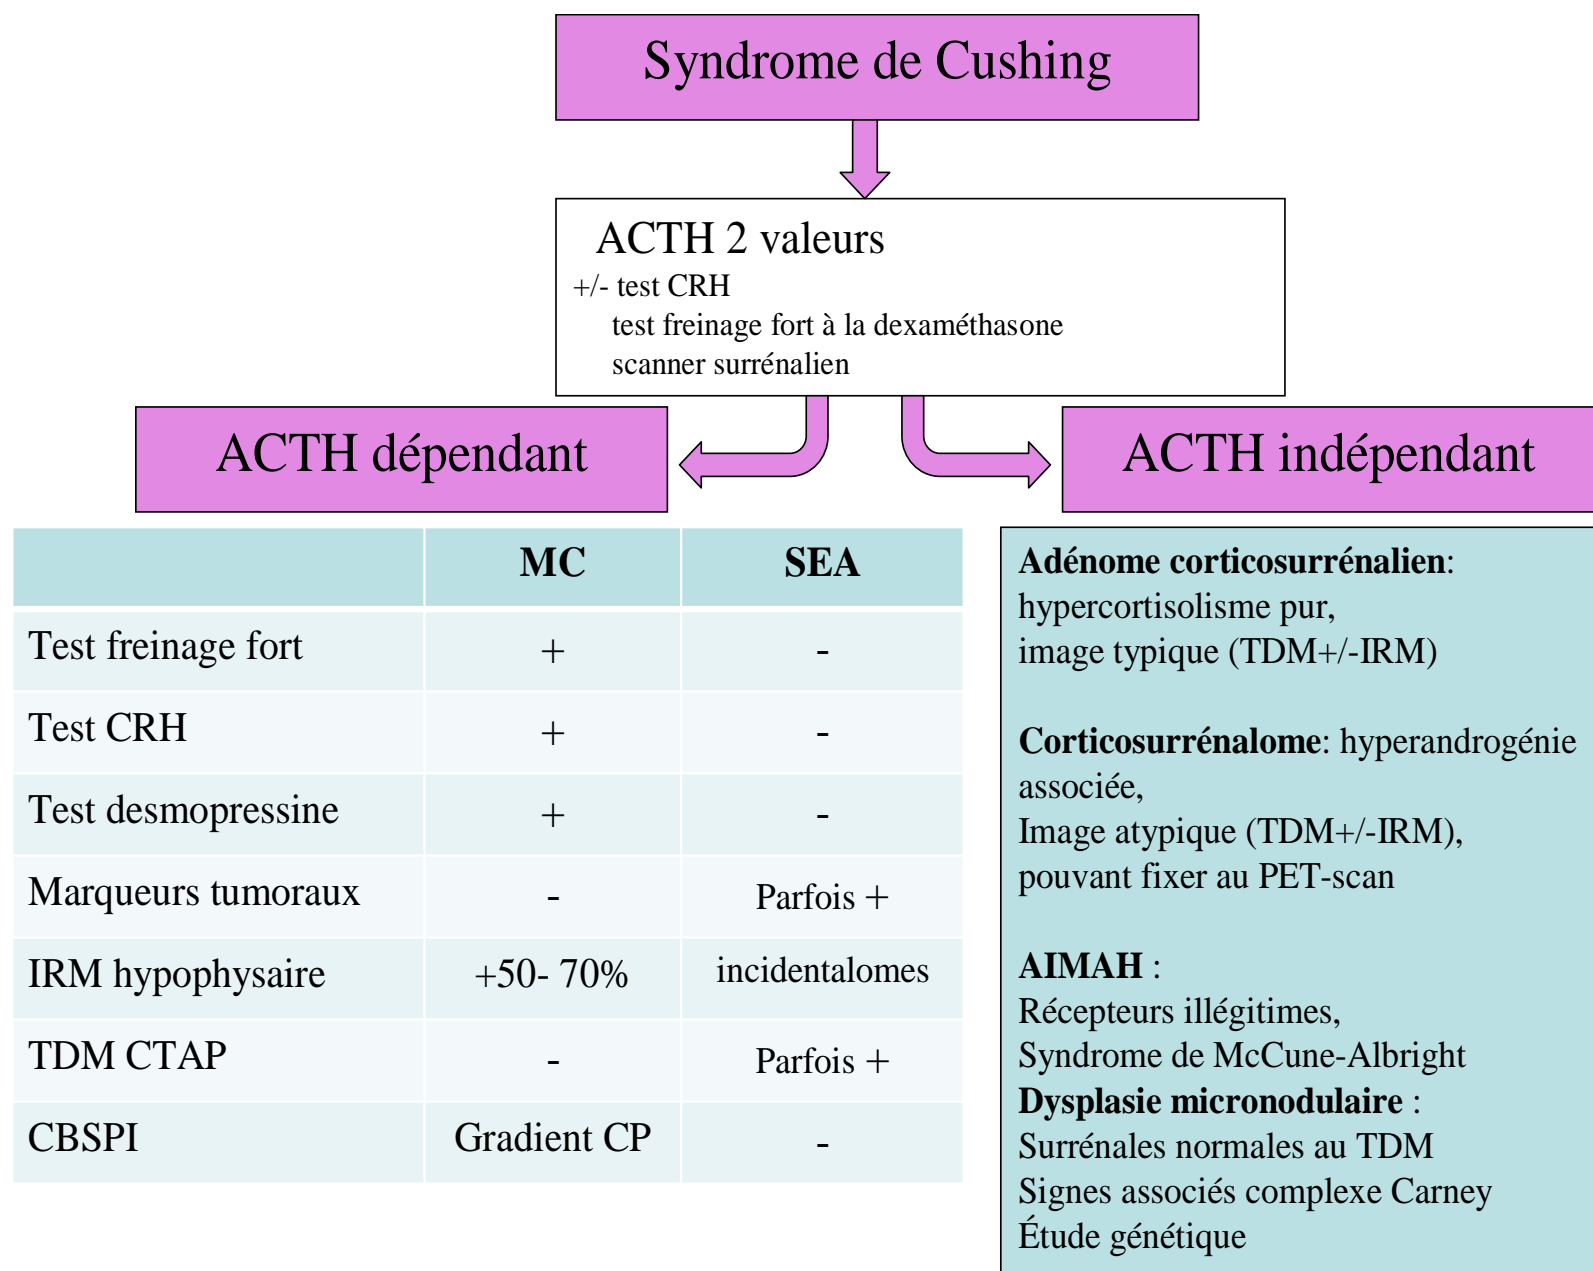 Syndrome de Cushing
ACTH 2 valeurs
+/- test CRH
test freinage fort à la dexaméthasone
scanner surrénalien
ACTH dépendant
ACTH indépendant
MC SEA
Test freinage fort + -
Test CRH + -
Test desmopressine + -
Marqueurs tumoraux - Parfois +
IRM hypophysaire +50- 70% incidentalomes
TDM CTAP - Parfois +
CBSPI Gradient CP -
Adénome corticosurrénalien:
hypercortisolisme pur,
image typique (TDM+/-IRM)
Corticosurrénalome: hyperandrogénie
associée,
Image atypique (TDM+/-IRM),
pouvant fixer au PET-scan
AIMAH :
Récepteurs illégitimes,
Syndrome de McCune-Albright
Dysplasie micronodulaire :
Surrénales normales au TDM
Signes associés complexe Carney
Étude génétique